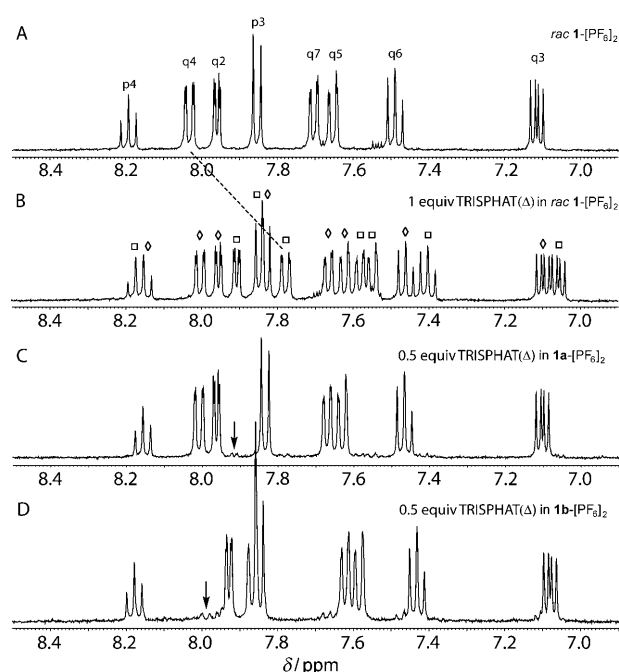 A
rac 1-[PF6]2
p4
q4
q2
p3
q7
q5
q6
q3
8.4 8.2 8.0 7.8 7.6 7.4 7.2 7.0
B
1 equiv TRISPHAT(Δ) in rac 1-[PF6]2
8.4 8.2 8.0 7.8 7.6 7.4 7.2 7.0
C
0.5 equiv TRISPHAT(Δ) in 1a-[PF6]2
8.4 8.2 8.0 7.8 7.6 7.4 7.2 7.0
D
0.5 equiv TRISPHAT(Δ) in 1b-[PF6]2
8.4 8.2 8.0 7.8 7.6 7.4 7.2 7.0
δ / ppm